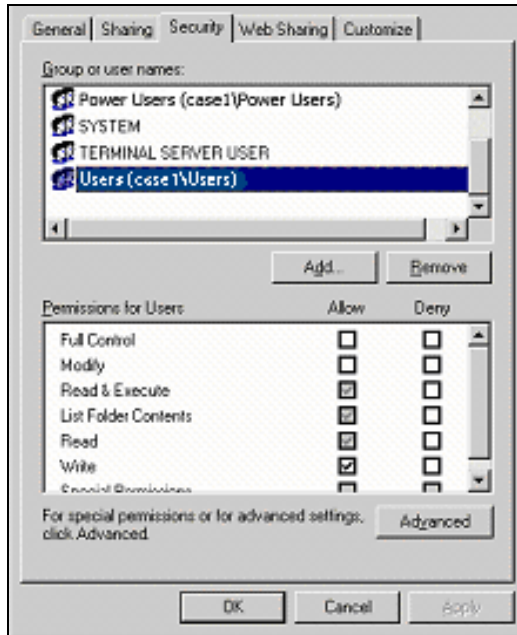 General Sharing Security Web Sharing Customize
Group or user names:
Power Users (case1\Power Users)
SYSTEM
TERMINAL SERVER USER
Users (case1\Users)
Add... Remove
Permissions for Users Allow Deny
Full Control
Modify
Read & Execute
List Folder Contents
Read
Write
Special Permissions
For special permissions or for advanced settings, Advanced
click Advanced.
OK Cancel Apply